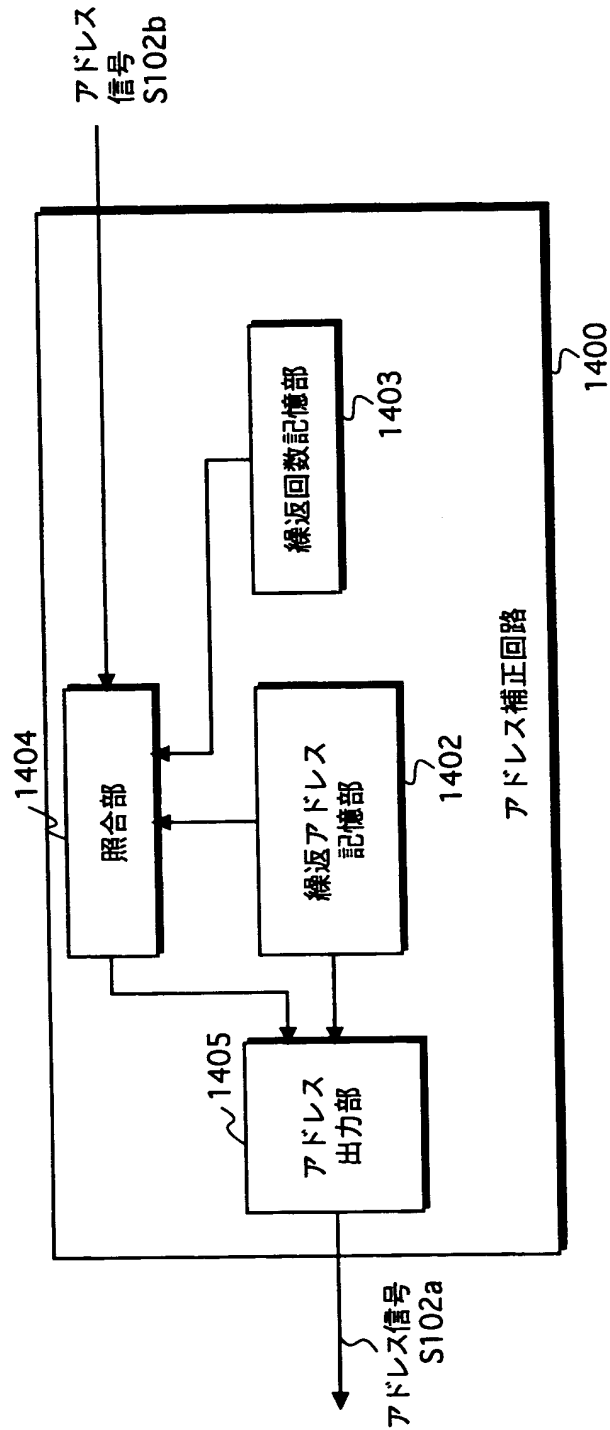 アドレス
信号
S102b
1404
照合部
繰返回数記憶部
1403
繰返アドレス
記憶部
1402
1405
アドレス
出力部
アドレス信号
S102a
アドレス補正回路
1400